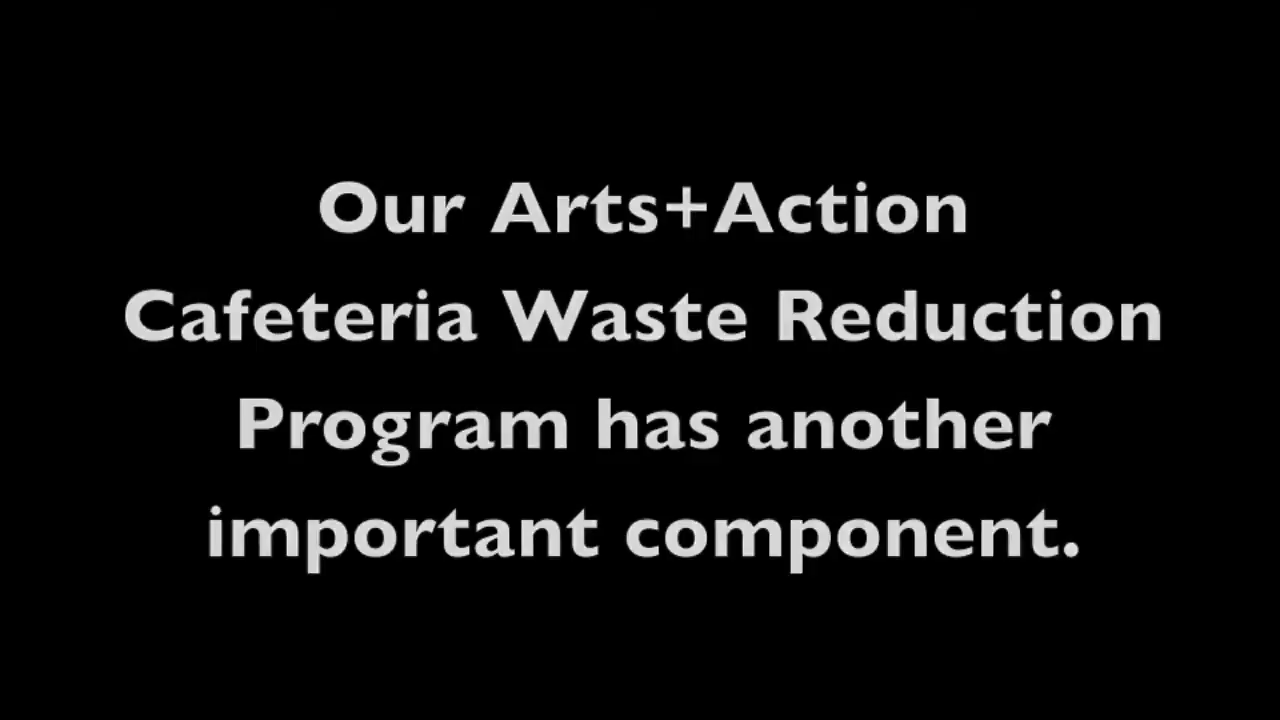 Our Arts+Action
Cafeteria Waste Reduction
Program has another
important component.